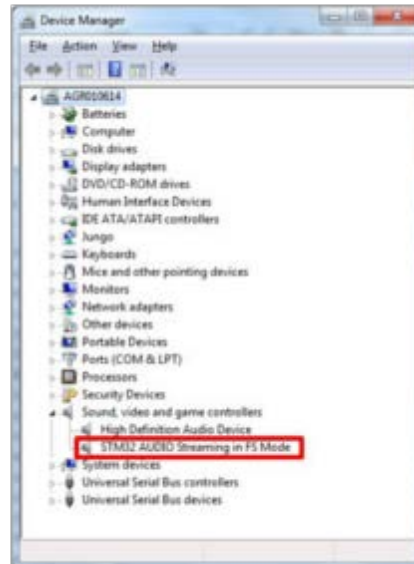 Device Manager
File Action View Help
AGR010614
Batteries
Computer
Disk drives
Display adapters
DVD/CD-ROM drives
Human Interface Devices
IDE ATA/ATAPI controllers
Jungo
Keyboards
Mice and other pointing devices
Monitors
Network adapters
Other devices
Portable Devices
Ports (COM & LPT)
Processors
Security Devices
Sound, video and game controllers
High Definition Audio Device
STM32 AUDIO Streaming in FS Mode
System devices
Universal Serial Bus controllers
Universal Serial Bus devices